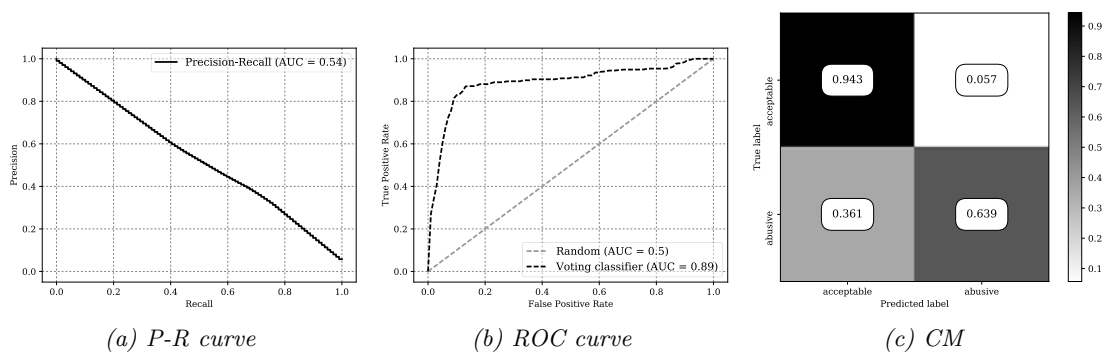 Precision-Recall (AUC = 0.54)
Precision
1.0
0.8
0.6
0.4
0.2
0.0
0.0 0.2 0.4 0.6 0.8 1.0
Recall
(a) P-R curve
True Positive Rate
1.0
0.8
0.6
0.4
0.2
0.0
Random (AUC = 0.5)
Voting classifier (AUC = 0.89)
0.0 0.2 0.4 0.6 0.8 1.0
False Positive Rate
(b) ROC curve
True label
acceptable
abusive
0.943 0.057
0.361 0.639
acceptable abusive
Predicted label
0.9
0.8
0.7
0.6
0.5
0.4
0.3
0.2
0.1
(c) CM